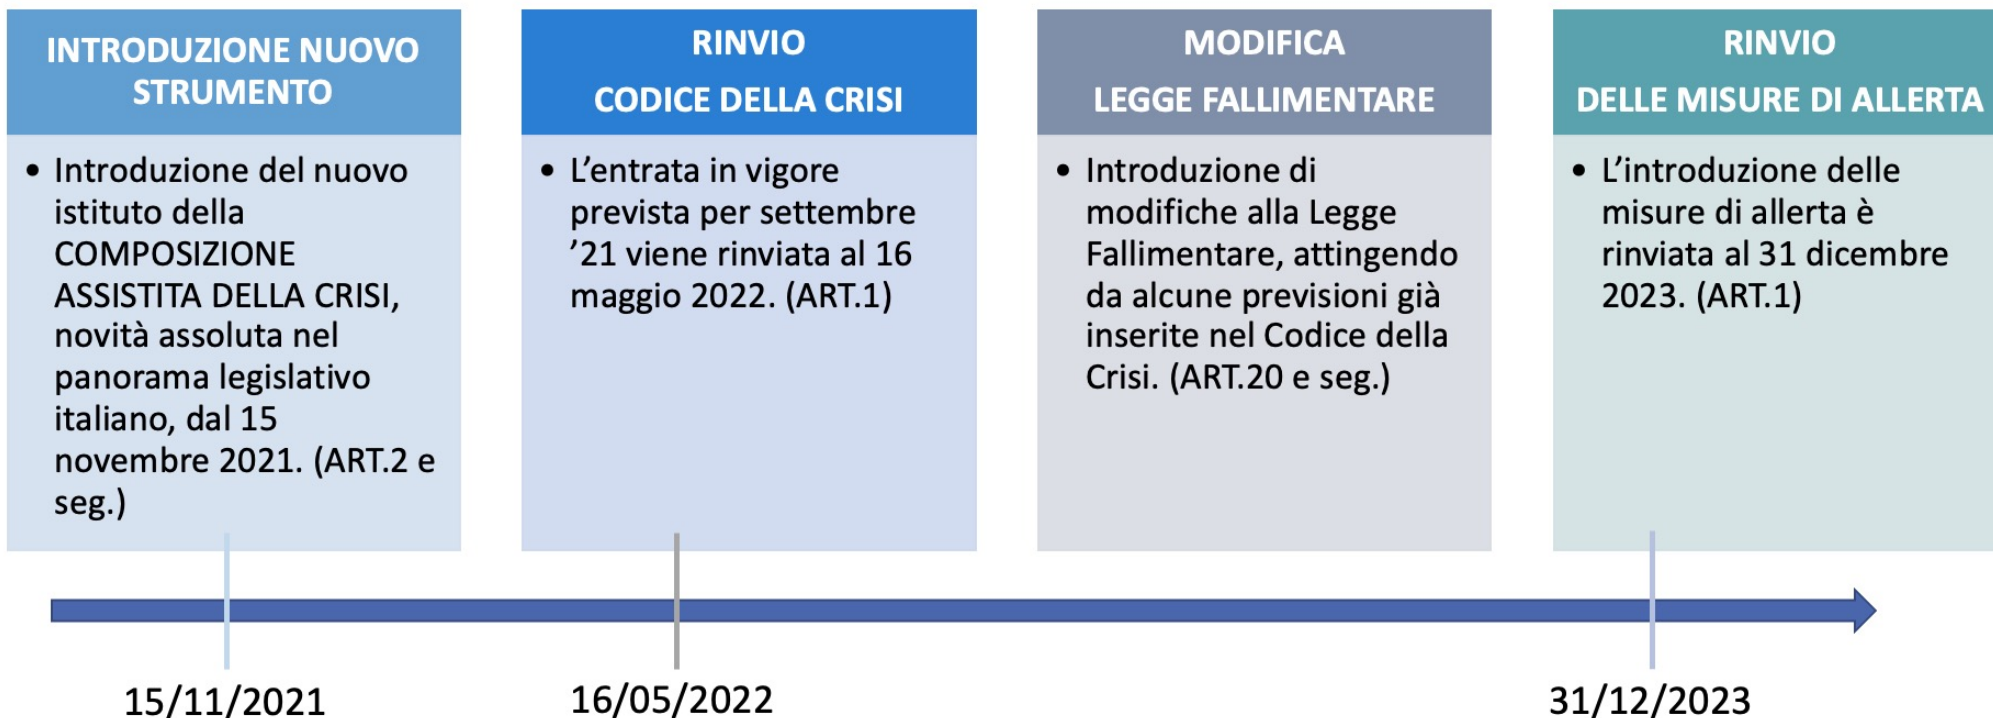 INTRODUZIONE NUOVO
STRUMENTO
• Introduzione del nuovo
istituto della
COMPOSIZIONE
ASSISTITA DELLA CRISI,
novità assoluta nel
panorama legislativo
italiano, dal 15
novembre 2021. (ART.2 e
seg.)
RINVIO
CODICE DELLA CRISI
• L’entrata in vigore
prevista per settembre
’21 viene rinviata al 16
maggio 2022. (ART.1)
MODIFICA
LEGGE FALLIMENTARE
• Introduzione di
modifiche alla Legge
Fallimentare, attingendo
da alcune previsioni già
inserite nel Codice della
Crisi. (ART.20 e seg.)
RINVIO
DELLE MISURE DI ALLERTA
• L’introduzione delle
misure di allerta è
rinviata al 31 dicembre
2023. (ART.1)
15/11/2021
16/05/2022
31/12/2023